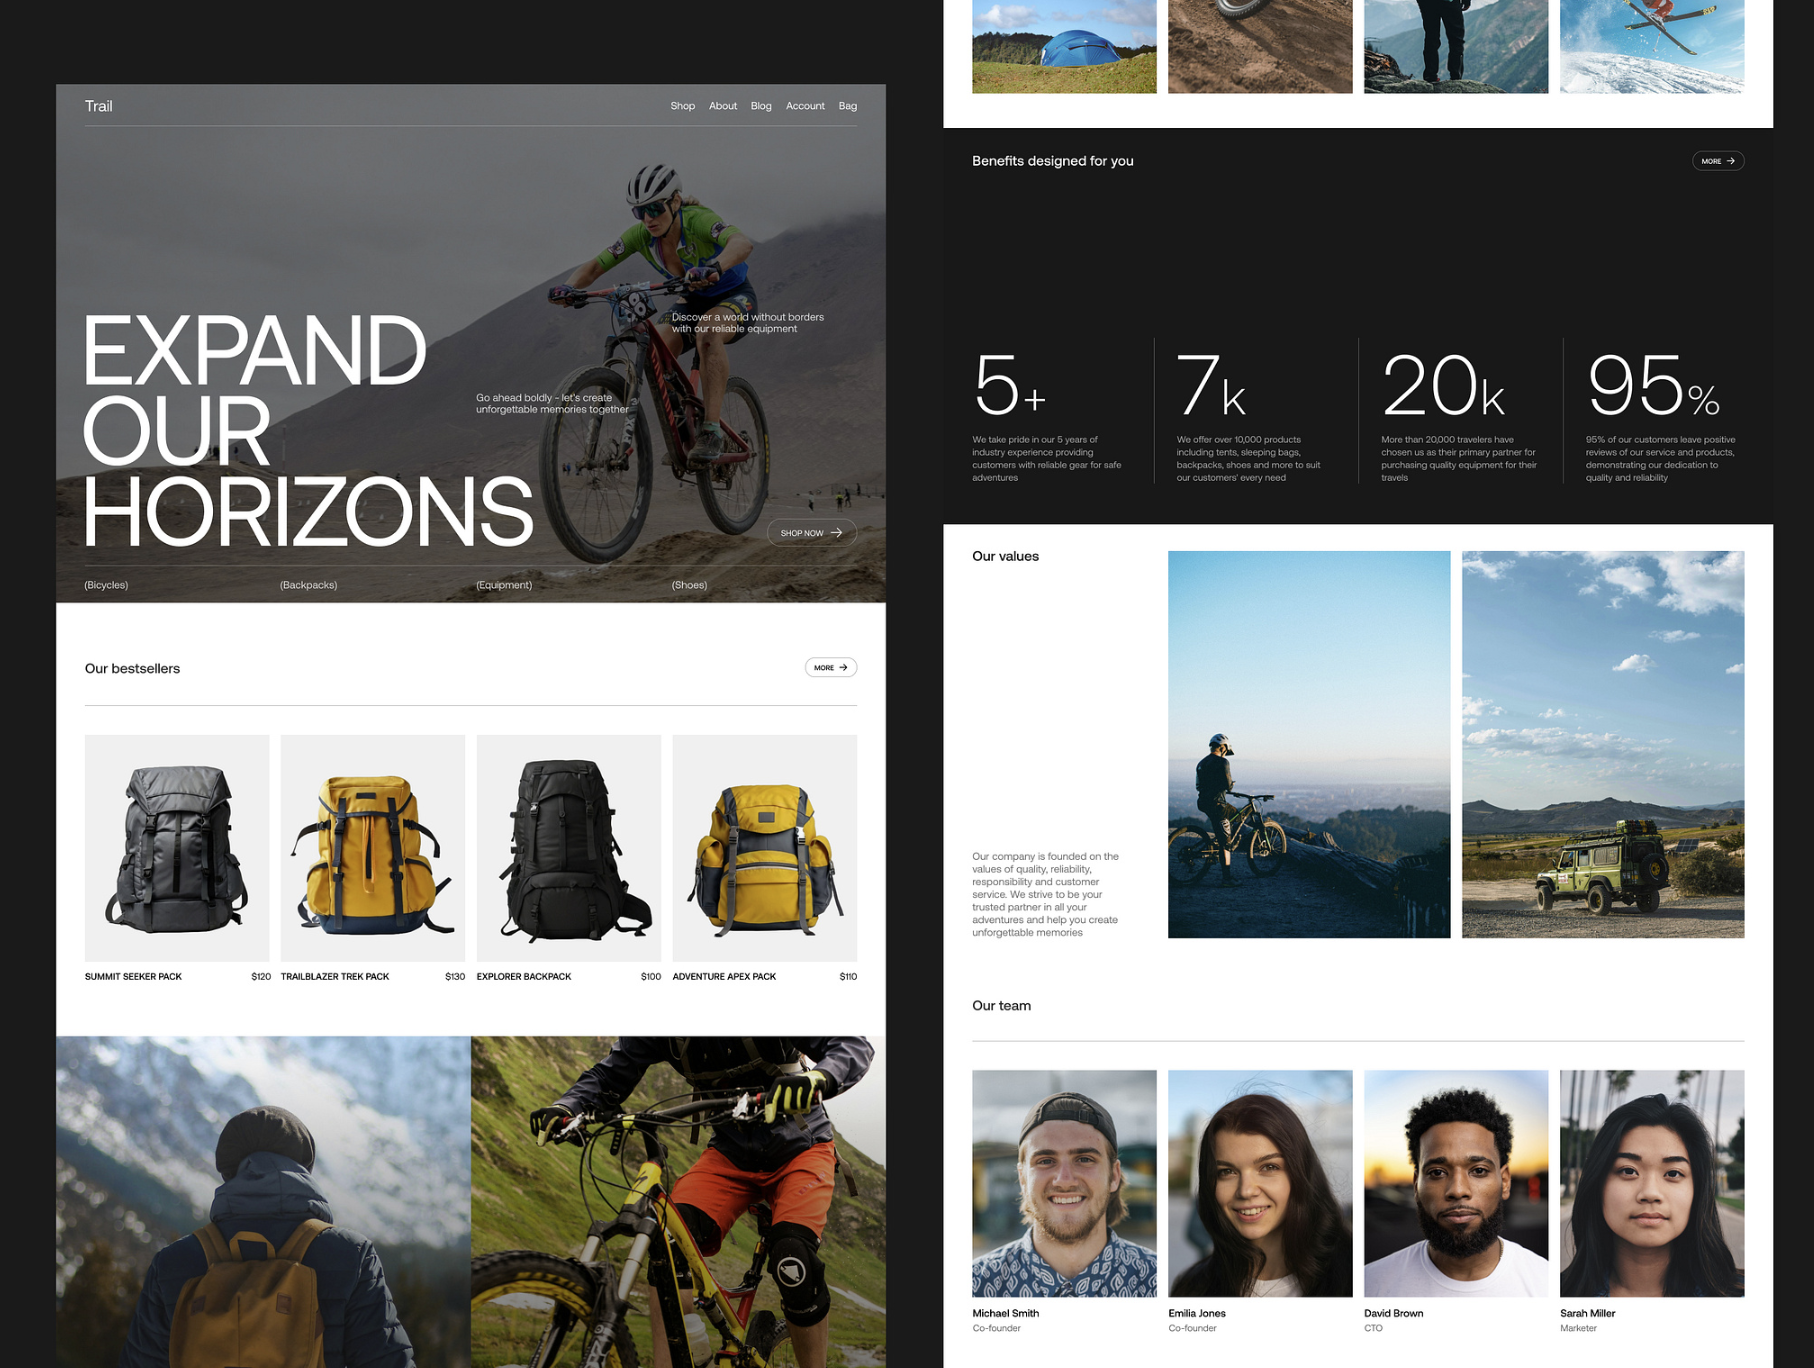 Trail
Shop About Blog Account Bag
Discover a world without borders
with our reliable equipment
EXPAND
OUR
HORIZONS
Go ahead boldly - let's create
unforgettable memories together
SHOP NOW →
(Bicycles) (Backpacks) (Equipment) (Shoes)
Our bestsellers
MORE →
SUMMIT SEEKER PACK $120
TRAILBLAZER TREK PACK $130
EXPLORER BACKPACK $100
ADVENTURE APEX PACK $110
Benefits designed for you
MORE →
5+
We take pride in our 5 years of
industry experience providing
customers with reliable gear for safe
adventures
7k
We offer over 10,000 products
including tents, sleeping bags,
backpacks, shoes and more to suit
our customers' every need
20k
More than 20,000 travelers have
chosen us as their primary partner for
purchasing quality equipment for their
travels
95%
95% of our customers leave positive
reviews of our service and products,
demonstrating our dedication to
quality and reliability
Our values
Our company is founded on the
values of quality, reliability,
responsibility and customer
service. We strive to be your
trusted partner in all your
adventures and help you create
unforgettable memories
Our team
Michael Smith
Co-founder
Emilia Jones
Co-founder
David Brown
CTO
Sarah Miller
Marketer